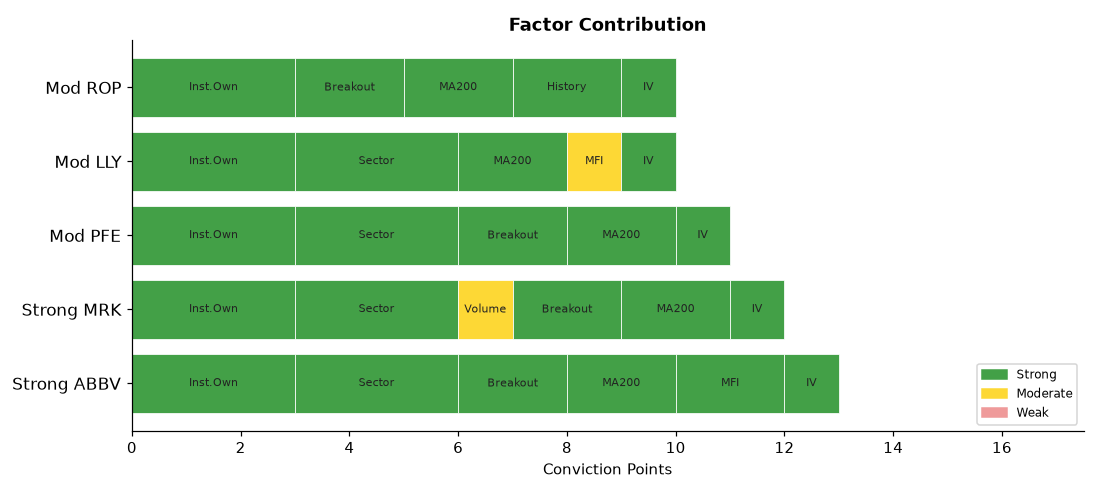 Factor Contribution
Mod ROP Inst.Own Breakout MA200 History IV
Mod LLY Inst.Own Sector MA200 MFI IV
Mod PFE Inst.Own Sector Breakout MA200 IV
Strong MRK Inst.Own Sector Volume Breakout MA200 IV
Strong ABBV Inst.Own Sector Breakout MA200 MFI IV
Strong
Moderate
Weak
0 2 4 6 8 10 12 14 16
Conviction Points